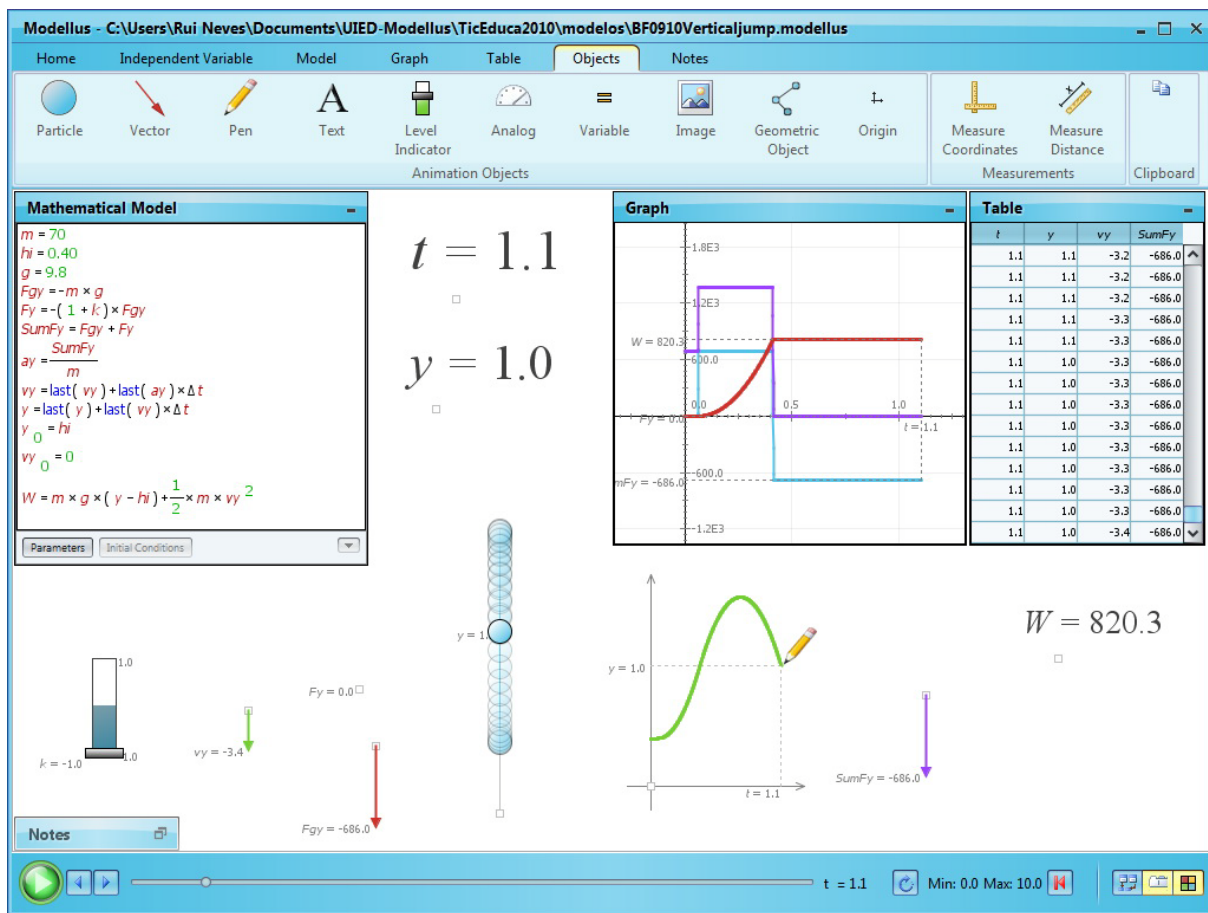 Modellus - C:\Users\Rui Neves\Documents\UIED-Modellus\TicEduca2010\modelos\BF0910Verticaljump.modellus
Home Independent Variable Model Graph Table Objects Notes
Particle Vector Pen Text Level Indicator Analog Variable Image Geometric Object Origin Measure Coordinates Measure Distance
Animation Objects Measurements Clipboard
Mathematical Model
m = 70
hi = 0.40
g = 9.8
Fgy = -m × g
Fy = -( 1 + k ) × Fgy
SumFy = Fgy + Fy
ay = SumFy / m
vy = last( vy ) + last( ay ) × Δ t
y = last( y ) + last( vy ) × Δ t
y 0 = hi
vy 0 = 0
W = m × g × ( y - hi ) + 1/2 × m × vy 2
Parameters Initial Conditions
t = 1.1
y = 1.0
Graph
1.8E3
1.2E3
W = 820.3
600.0
0.0 0.5 1.0
Fy = 0.0
t = 1.1
-600.0
mFy = -686.0
-1.2E3
Table
t y vy SumFy
1.1 1.1 -3.2 -686.0
1.1 1.1 -3.2 -686.0
1.1 1.1 -3.2 -686.0
1.1 1.1 -3.3 -686.0
1.1 1.1 -3.3 -686.0
1.1 1.0 -3.3 -686.0
1.1 1.0 -3.3 -686.0
1.1 1.0 -3.3 -686.0
1.1 1.0 -3.3 -686.0
1.1 1.0 -3.3 -686.0
1.1 1.0 -3.3 -686.0
1.1 1.0 -3.3 -686.0
1.1 1.0 -3.3 -686.0
1.1 1.0 -3.4 -686.0
1.0
k = -1.0
1.0
vy = -3.4
Fy = 0.0
Fgy = -686.0
y = 1.
y = 1.0
t = 1.1
SumFy = -686.0
W = 820.3
Notes
t = 1.1 Min: 0.0 Max: 10.0